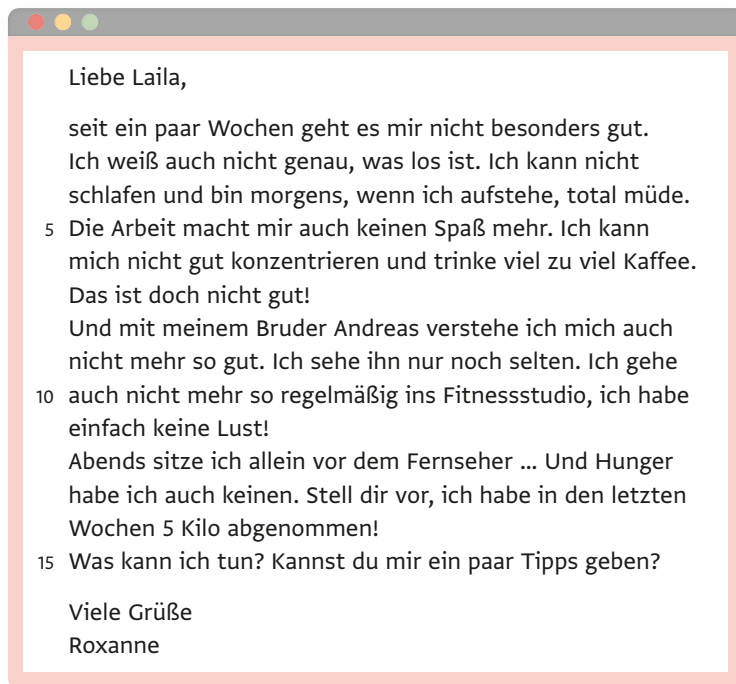 Liebe Laila,
seit ein paar Wochen geht es mir nicht besonders gut.
Ich weiß auch nicht genau, was los ist. Ich kann nicht
schlafen und bin morgens, wenn ich aufstehe, total müde.
5 Die Arbeit macht mir auch keinen Spaß mehr. Ich kann
mich nicht gut konzentrieren und trinke viel zu viel Kaffee.
Das ist doch nicht gut!
Und mit meinem Bruder Andreas verstehe ich mich auch
nicht mehr so gut. Ich sehe ihn nur noch selten. Ich gehe
10 auch nicht mehr so regelmäßig ins Fitnessstudio, ich habe
einfach keine Lust!
Abends sitze ich allein vor dem Fernseher ... Und Hunger
habe ich auch keinen. Stell dir vor, ich habe in den letzten
Wochen 5 Kilo abgenommen!
15 Was kann ich tun? Kannst du mir ein paar Tipps geben?
Viele Grüße
Roxanne